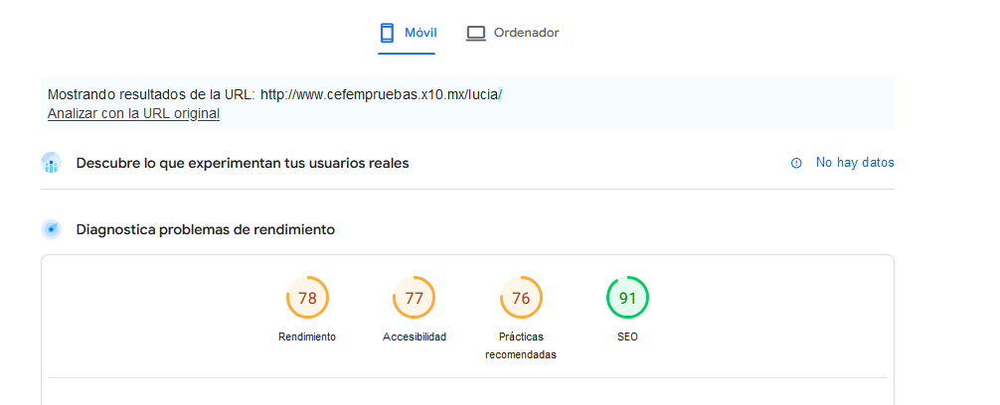 Móvil Ordenador
Mostrando resultados de la URL: http://www.cefempruebas.x10.mx/lucia/
Analizar con la URL original
Descubre lo que experimentan tus usuarios reales No hay datos
Diagnostica problemas de rendimiento
78 77 76 91
Rendimiento Accesibilidad Prácticas SEO
recomendadas